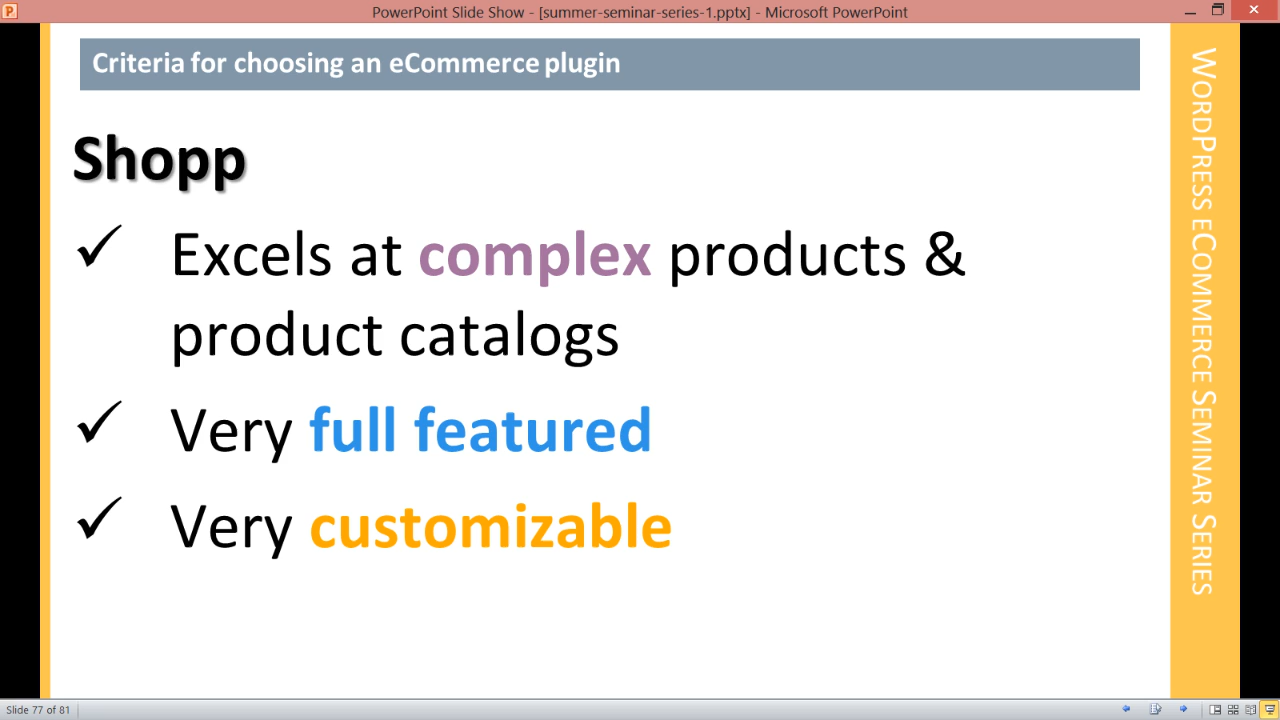 PowerPoint Slide Show - [summer-seminar-series-1.pptx] - Microsoft PowerPoint
Criteria for choosing an eCommerce plugin
Shopp
✓ Excels at complex products &
product catalogs
✓ Very full featured
✓ Very customizable
WORDPRESS ECOMMERCE SEMINAR SERIES
Slide 77 of 81